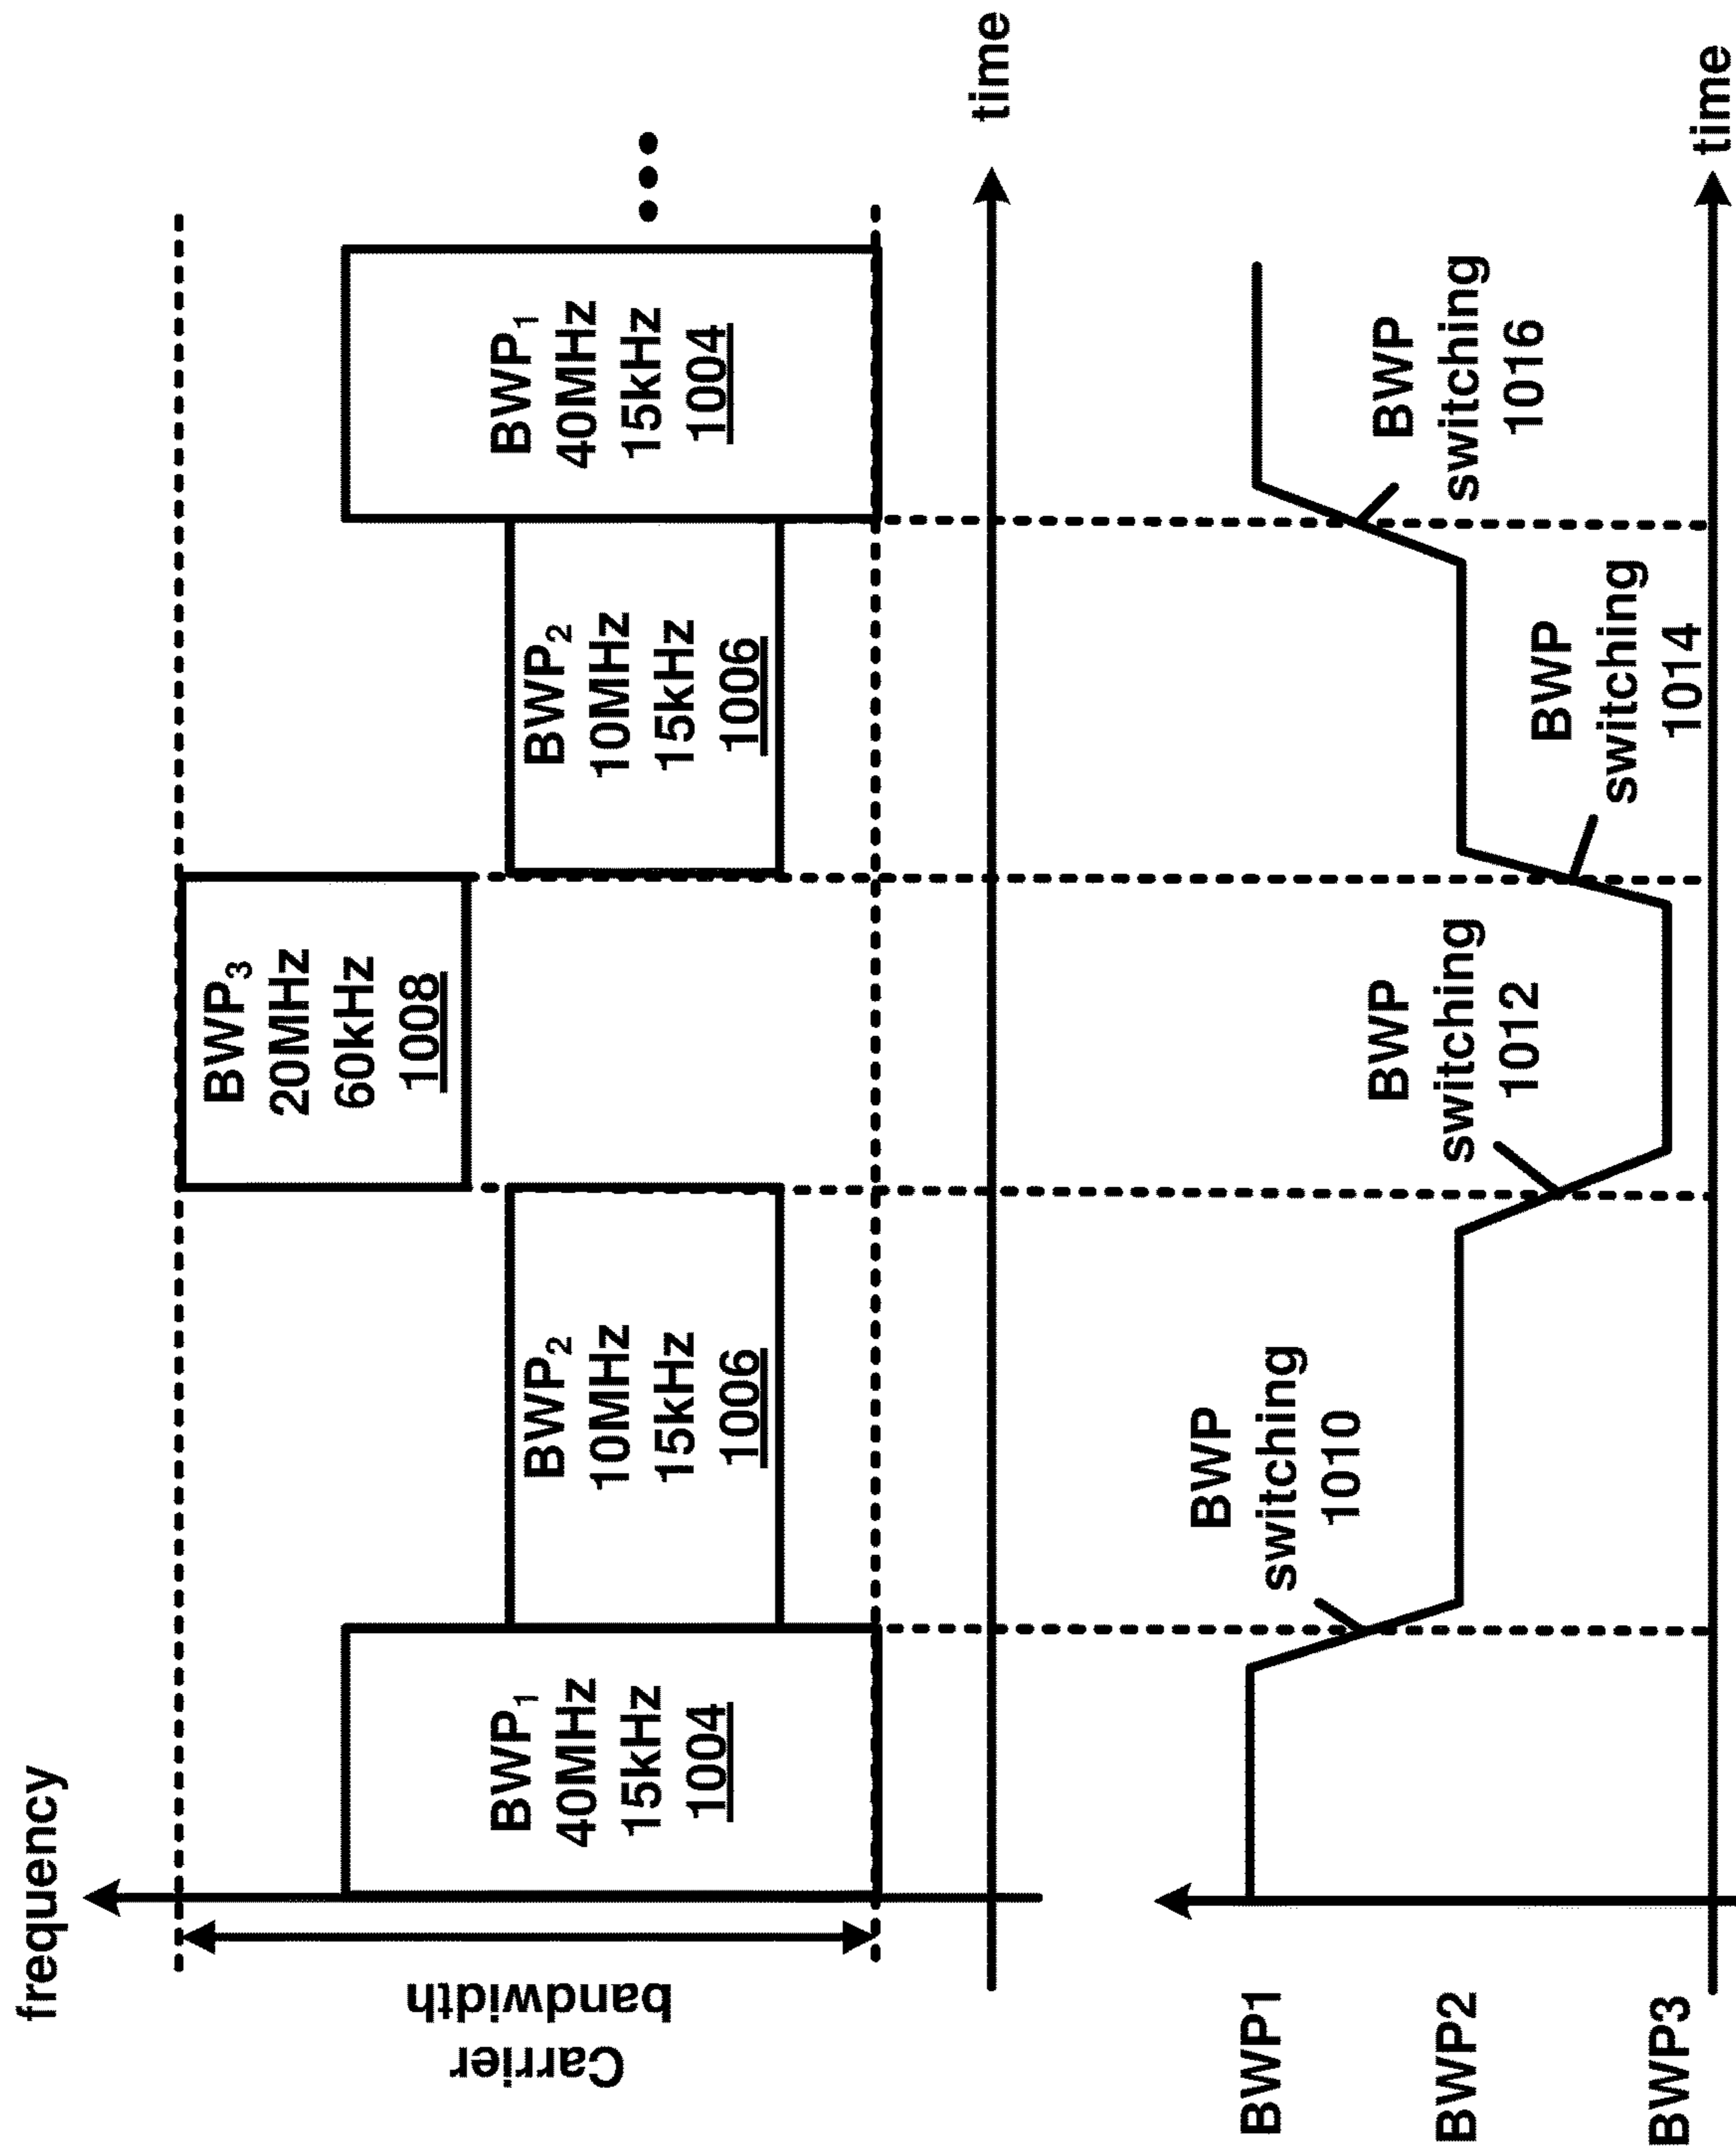 frequency
Carrier
bandwidth
BWP1
40MHz
15kHz
1004
BWP2
10MHz
15kHz
1006
BWP3
20MHz
60kHz
1008
BWP2
10MHz
15kHz
1006
BWP1
40MHz
15kHz
1004
time
BWP1
BWP2
BWP3
BWP
switching
1010
BWP
switching
1012
BWP
switching
1014
BWP
switching
1016
time